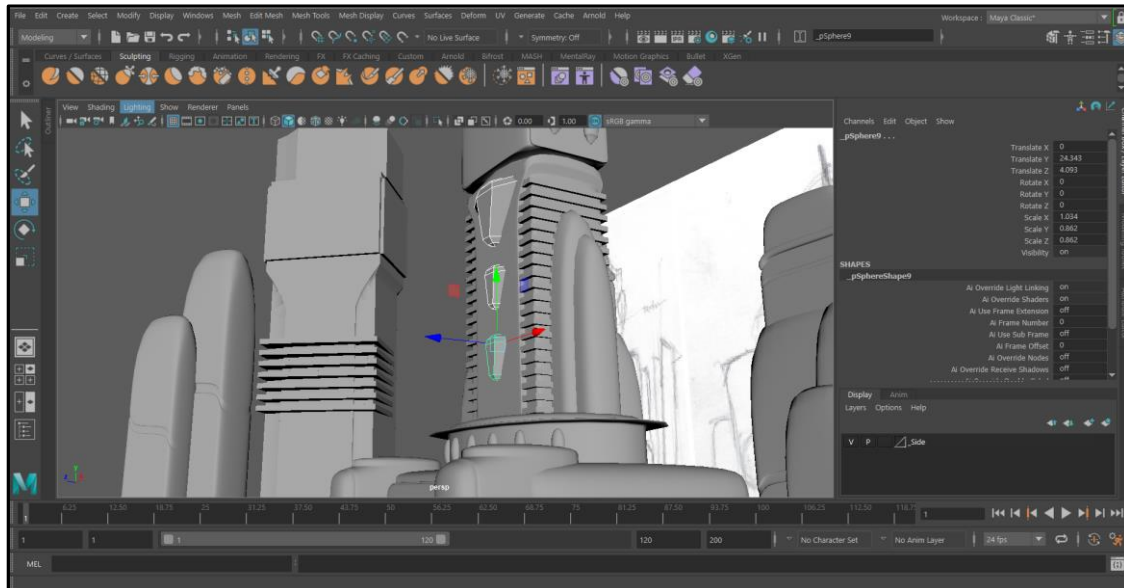 File Edit Create Select Modify Display Windows Mesh Edit Mesh Mesh Tools Mesh Display Curves Surfaces Deform UV Generate Cache Arnold Help
Workspace : Maya Classic*
Modeling
No Live Surface
Symmetry: Off
_pSphere9
Curves / Surfaces Sculpting Rigging Animation Rendering FX FX Caching Custom Arnold Bifrost MASH MentalRay Motion Graphics Bullet XGen
Outliner
View Shading Lighting Show Renderer Panels
0.00 1.00 sRGB gamma
Channels Edit Object Show
_pSphere9 . . .
Translate X 0
Translate Y 24.343
Translate Z 4.093
Rotate X 0
Rotate Y 0
Rotate Z 0
Scale X 1.034
Scale Y 0.862
Scale Z 0.862
Visibility on
SHAPES
_pSphereShape9
Ai Override Light Linking on
Ai Override Shaders on
Ai Use Frame Extension off
Ai Frame Number 0
Ai Use Sub Frame off
Ai Frame Offset 0
Ai Override Nodes off
Ai Override Receive Shadows off
Display Anim
Layers Options Help
V P _Side
y
persp
1 6.25 12.50 18.75 25 31.25 37.50 43.75 50 56.25 62.50 68.75 75 81.25 87.50 93.75 100 106.25 112.50 118.7 1
1 1 1 120 120 200 No Character Set No Anim Layer 24 fps
MEL